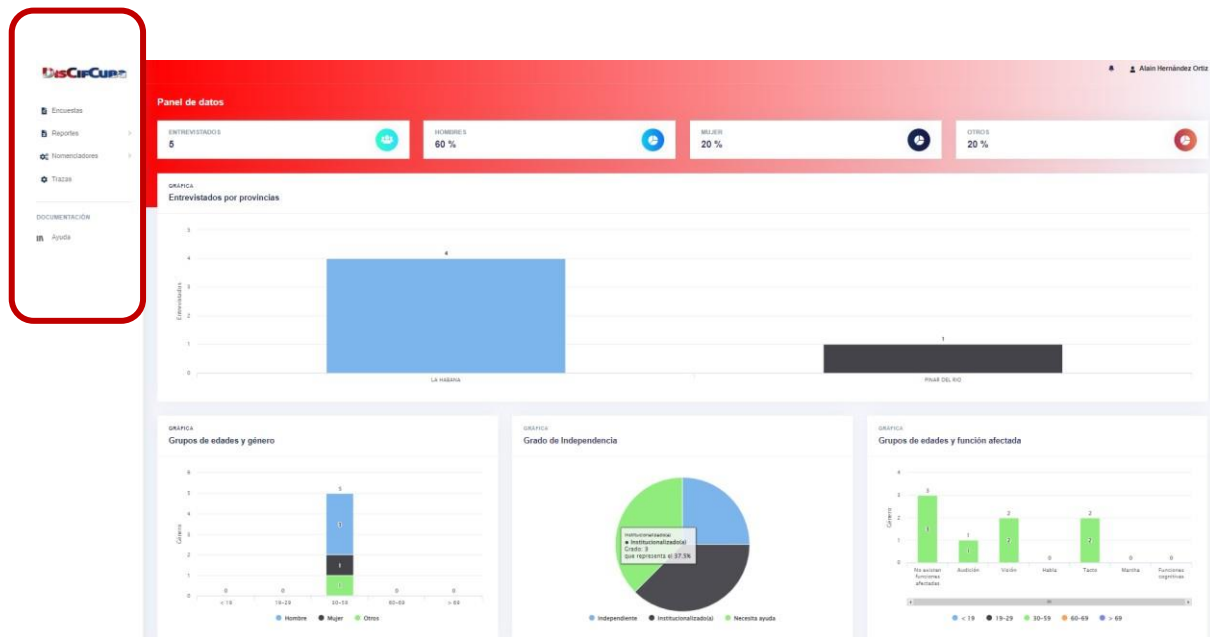 DisCifCuba
Encuestas
Reportes
Nomencladores
Trazas
DOCUMENTACIÓN
Ayuda
Alain Hernández Ortiz
Panel de datos
ENTREVISTADOS
5
HOMBRES
60 %
MUJER
20 %
OTROS
20 %
GRÁFICA
Entrevistados por provincias
Entrevistados
5
4
3
2
1
0
4
1
LA HABANA
PINAR DEL RIO
GRÁFICA
Grupos de edades y género
Género
6
5
4
3
2
1
0
0
0
5
3
1
1
0
0
< 19
19-29
30-59
60-69
> 69
Hombre
Mujer
Otros
GRÁFICA
Grado de Independencia
Institucionalizado(a)
Institucionalizado(a)
Grado: 3
que representa el 37.5%
Independiente
Institucionalizado(a)
Necesita ayuda
GRÁFICA
Grupos de edades y función afectada
Género
4
3
2
1
0
3
3
1
1
2
2
0
2
2
0
0
No existen
funciones
afectadas
Audición
Visión
Habla
Tacto
Marcha
Funciones
cognitivas
< 19
19-29
30-59
60-69
> 69